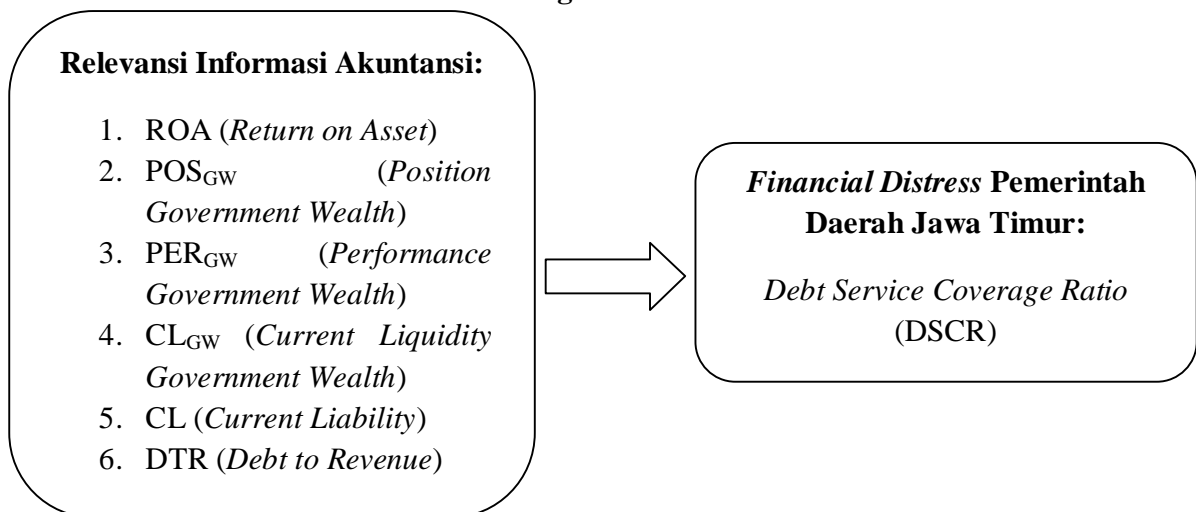 Relevansi Informasi Akuntansi:
1. ROA (Return on Asset)
2. POSGW (Position
Government Wealth)
3. PERGW (Performance
Government Wealth)
4. CLGW (Current Liquidity
Government Wealth)
5. CL (Current Liability)
6. DTR (Debt to Revenue)
Financial Distress Pemerintah
Daerah Jawa Timur:
Debt Service Coverage Ratio
(DSCR)